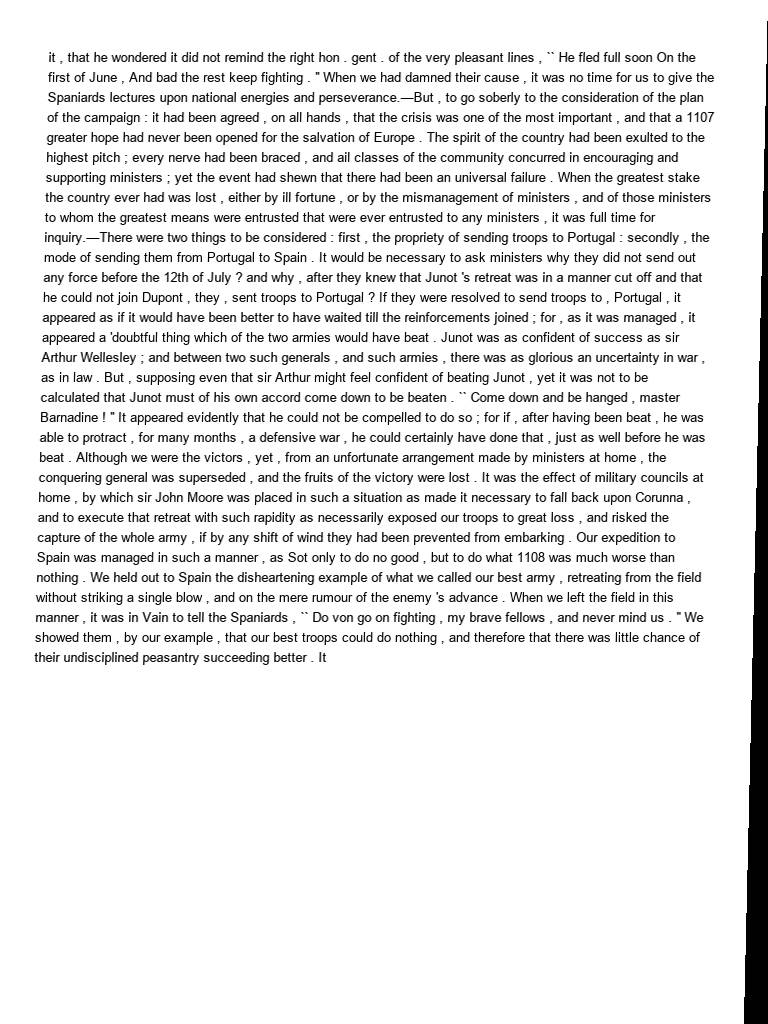 it , that he wondered it did not remind the right hon . gent . of the very pleasant lines , `` He fled full soon On the
first of June , And bad the rest keep fighting . " When we had damned their cause , it was no time for us to give the
Spaniards lectures upon national energies and perseverance.—But , to go soberly to the consideration of the plan
of the campaign : it had been agreed , on all hands , that the crisis was one of the most important , and that a 1107
greater hope had never been opened for the salvation of Europe . The spirit of the country had been exulted to the
highest pitch ; every nerve had been braced , and ail classes of the community concurred in encouraging and
supporting ministers ; yet the event had shewn that there had been an universal failure . When the greatest stake
the country ever had was lost , either by ill fortune , or by the mismanagement of ministers , and of those ministers
to whom the greatest means were entrusted that were ever entrusted to any ministers , it was full time for
inquiry.—There were two things to be considered : first , the propriety of sending troops to Portugal : secondly , the
mode of sending them from Portugal to Spain . It would be necessary to ask ministers why they did not send out
any force before the 12th of July ? and why , after they knew that Junot 's retreat was in a manner cut off and that
he could not join Dupont , they , sent troops to Portugal ? If they were resolved to send troops to , Portugal , it
appeared as if it would have been better to have waited till the reinforcements joined ; for , as it was managed , it
appeared a 'doubtful thing which of the two armies would have beat . Junot was as confident of success as sir
Arthur Wellesley ; and between two such generals , and such armies , there was as glorious an uncertainty in war ,
as in law . But , supposing even that sir Arthur might feel confident of beating Junot , yet it was not to be
calculated that Junot must of his own accord come down to be beaten . `` Come down and be hanged , master
Barnadine ! " It appeared evidently that he could not be compelled to do so ; for if , after having been beat , he was
able to protract , for many months , a defensive war , he could certainly have done that , just as well before he was
beat . Although we were the victors , yet , from an unfortunate arrangement made by ministers at home , the
conquering general was superseded , and the fruits of the victory were lost . It was the effect of military councils at
home , by which sir John Moore was placed in such a situation as made it necessary to fall back upon Corunna ,
and to execute that retreat with such rapidity as necessarily exposed our troops to great loss , and risked the
capture of the whole army , if by any shift of wind they had been prevented from embarking . Our expedition to
Spain was managed in such a manner , as Sot only to do no good , but to do what 1108 was much worse than
nothing . We held out to Spain the disheartening example of what we called our best army , retreating from the field
without striking a single blow , and on the mere rumour of the enemy 's advance . When we left the field in this
manner , it was in Vain to tell the Spaniards , `` Do von go on fighting , my brave fellows , and never mind us . " We
showed them , by our example , that our best troops could do nothing , and therefore that there was little chance of
their undisciplined peasantry succeeding better . It